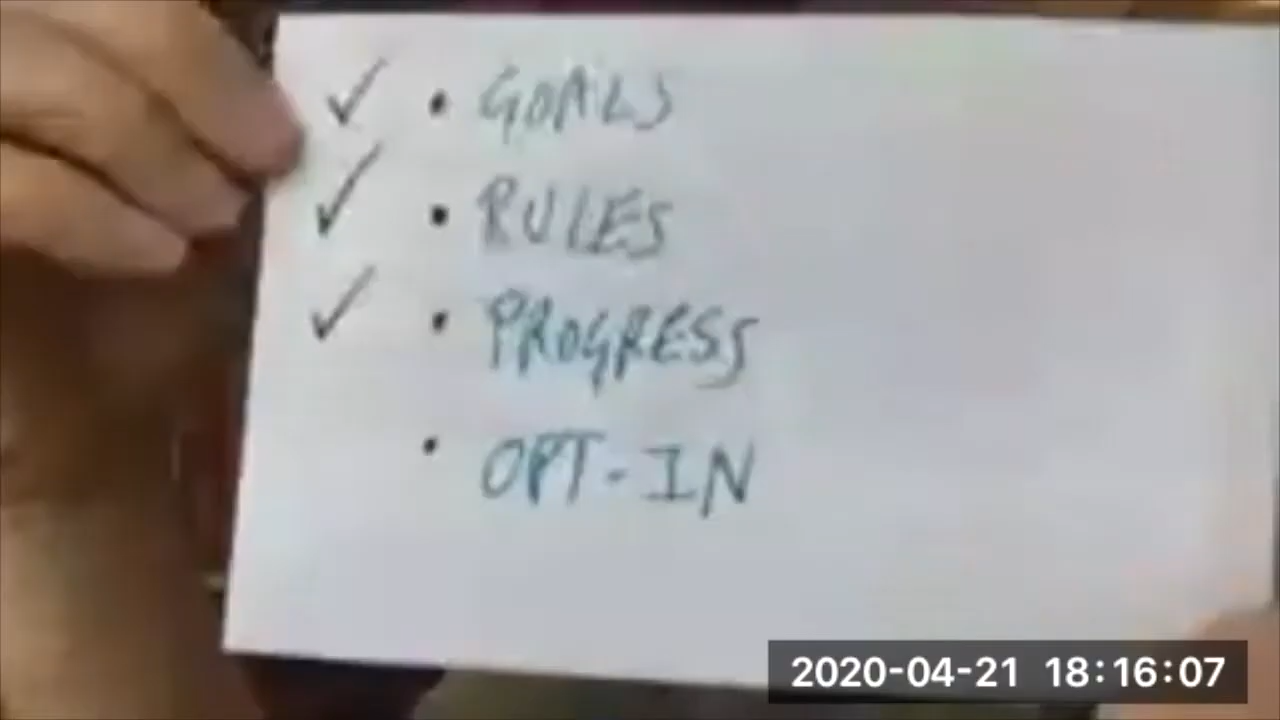 ✓ • GOALS
✓ • RULES
✓ • PROGRESS
• OPT-IN
2020-04-21 18:16:07